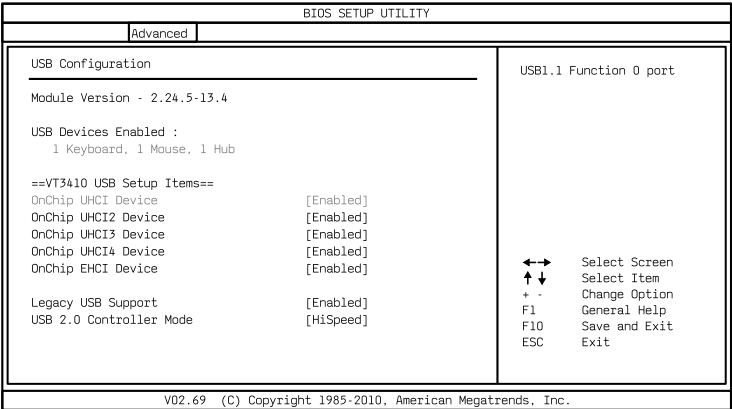 BIOS SETUP UTILITY
Advanced
USB Configuration
Module Version - 2.24.5-13.4
USB Devices Enabled :
1 Keyboard, 1 Mouse, 1 Hub
==VT3410 USB Setup Items==
OnChip UHCI Device [Enabled]
OnChip UHCI2 Device [Enabled]
OnChip UHCI3 Device [Enabled]
OnChip UHCI4 Device [Enabled]
OnChip EHCI Device [Enabled]
Legacy USB Support [Enabled]
USB 2.0 Controller Mode [HiSpeed]
USB1.1 Function 0 port
←→ Select Screen
↑↓ Select Item
+ - Change Option
F1 General Help
F10 Save and Exit
ESC Exit
V02.69 (C) Copyright 1985-2010, American Megatrends, Inc.